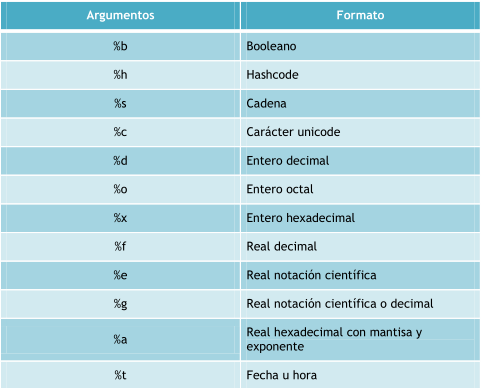 Argumentos Formato
%b Booleano
%h Hashcode
%s Cadena
%c Carácter unicode
%d Entero decimal
%o Entero octal
%x Entero hexadecimal
%f Real decimal
%e Real notación científica
%g Real notación científica o decimal
%a Real hexadecimal con mantisa y
exponente
%t Fecha u hora